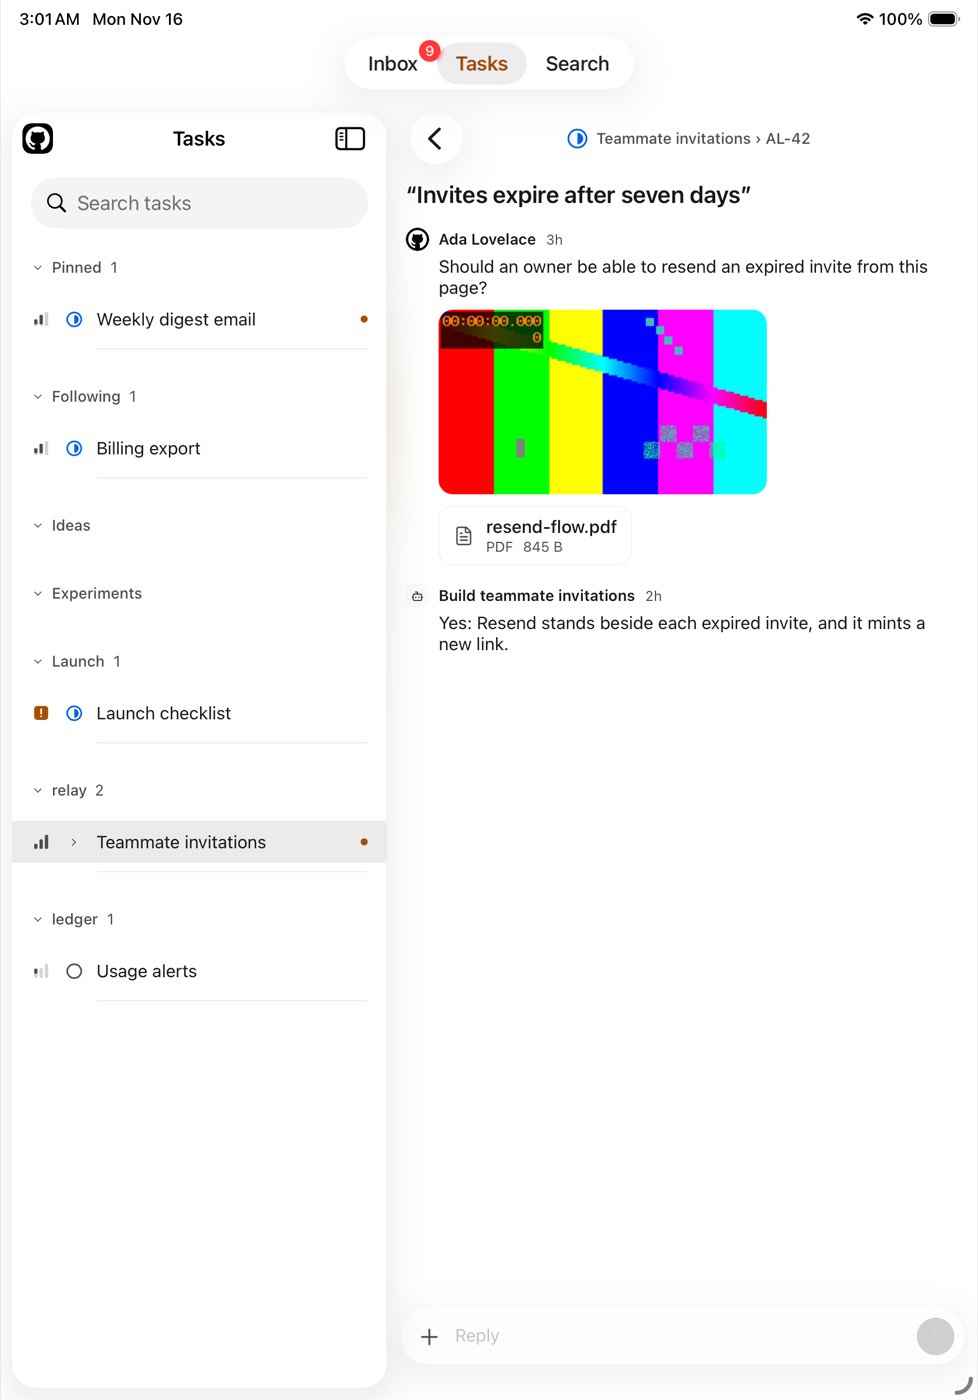 3:01 AM Mon Nov 16
100%
Inbox
9
Tasks
Search
Tasks
Search tasks
Pinned 1
Weekly digest email
Following 1
Billing export
Ideas
Experiments
Launch 1
Launch checklist
relay 2
Teammate invitations
ledger 1
Usage alerts
Teammate invitations › AL-42
“Invites expire after seven days”
Ada Lovelace 3h
Should an owner be able to resend an expired invite from this
page?
00:00:00.000
0
resend-flow.pdf
PDF 845 B
Build teammate invitations 2h
Yes: Resend stands beside each expired invite, and it mints a
new link.
Reply